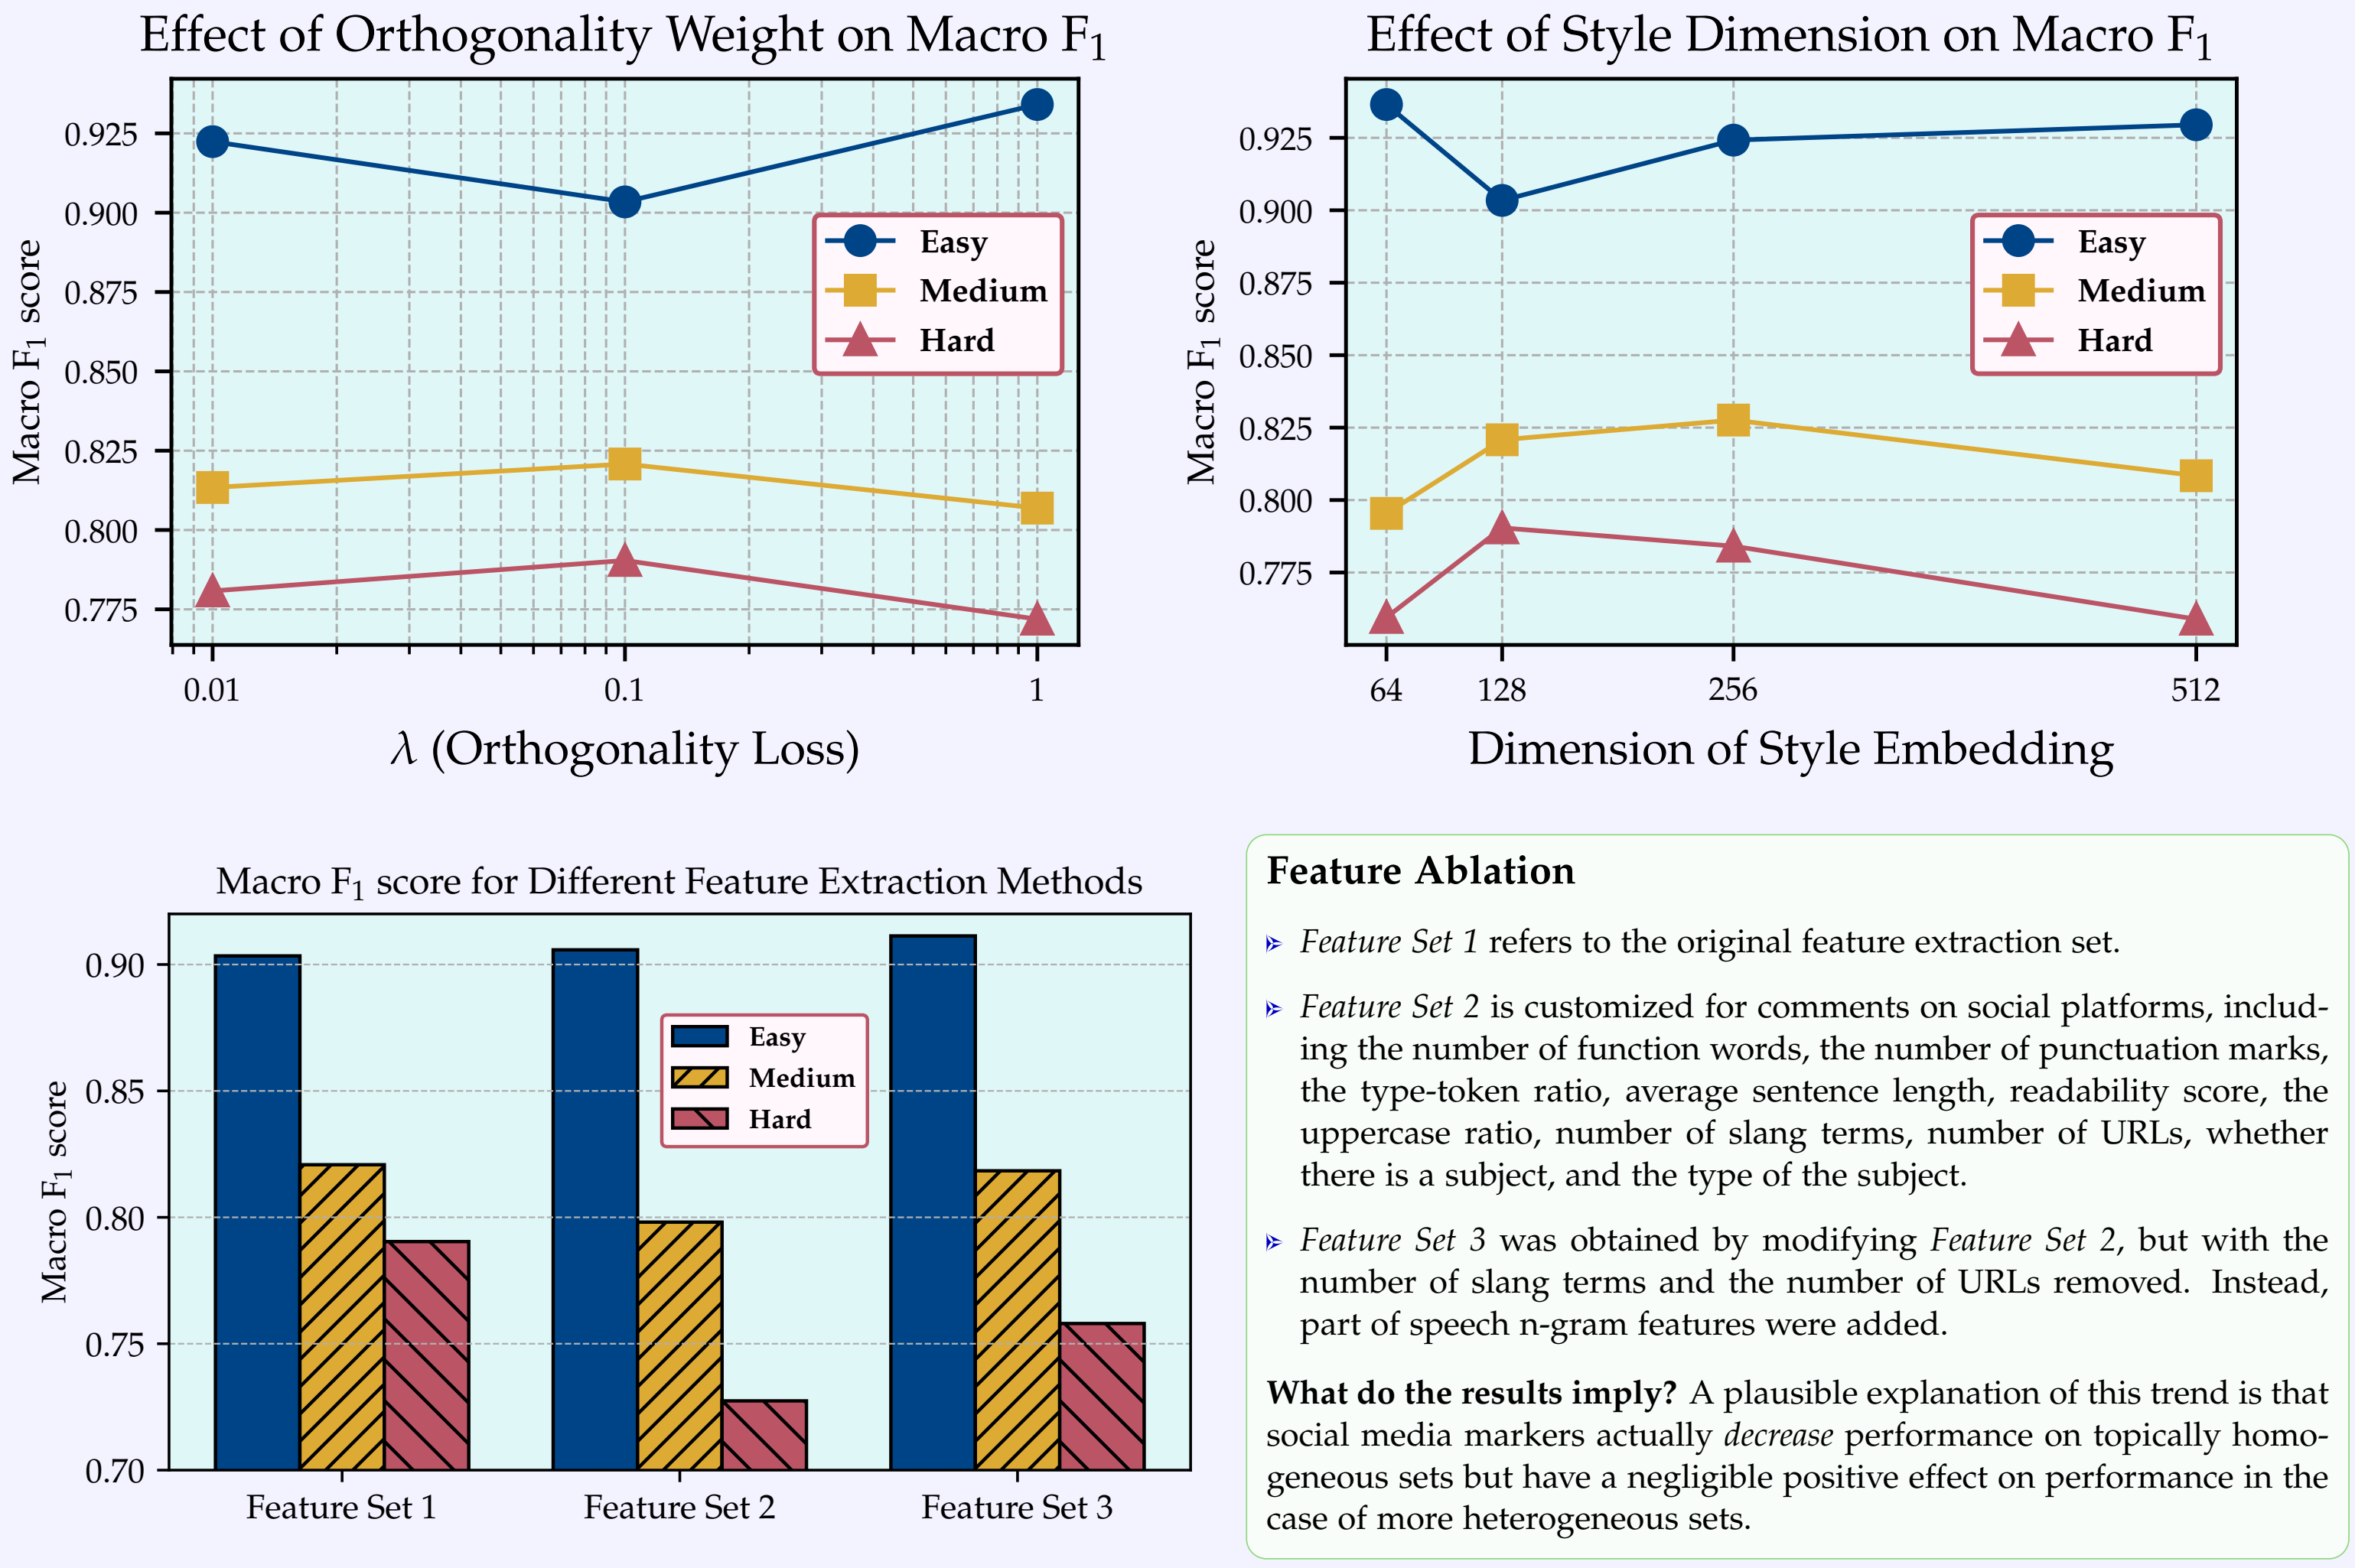 Effect of Orthogonality Weight on Macro F1
0.925
0.900
0.875
0.850
0.825
0.800
0.775
Macro F1 score
Easy
Medium
Hard
0.01 0.1 1
λ (Orthogonality Loss)
Effect of Style Dimension on Macro F1
0.925
0.900
0.875
0.850
0.825
0.800
0.775
Macro F1 score
Easy
Medium
Hard
64 128 256 512
Dimension of Style Embedding
Macro F1 score for Different Feature Extraction Methods
0.90
0.85
0.80
0.75
0.70
Macro F1 score
Easy
Medium
Hard
Feature Set 1 Feature Set 2 Feature Set 3
Feature Ablation
Feature Set 1 refers to the original feature extraction set.
Feature Set 2 is customized for comments on social platforms, includ-
ing the number of function words, the number of punctuation marks,
the type-token ratio, average sentence length, readability score, the
uppercase ratio, number of slang terms, number of URLs, whether
there is a subject, and the type of the subject.
Feature Set 3 was obtained by modifying Feature Set 2, but with the
number of slang terms and the number of URLs removed. Instead,
part of speech n-gram features were added.
What do the results imply? A plausible explanation of this trend is that
social media markers actually decrease performance on topically homo-
geneous sets but have a negligible positive effect on performance in the
case of more heterogeneous sets.